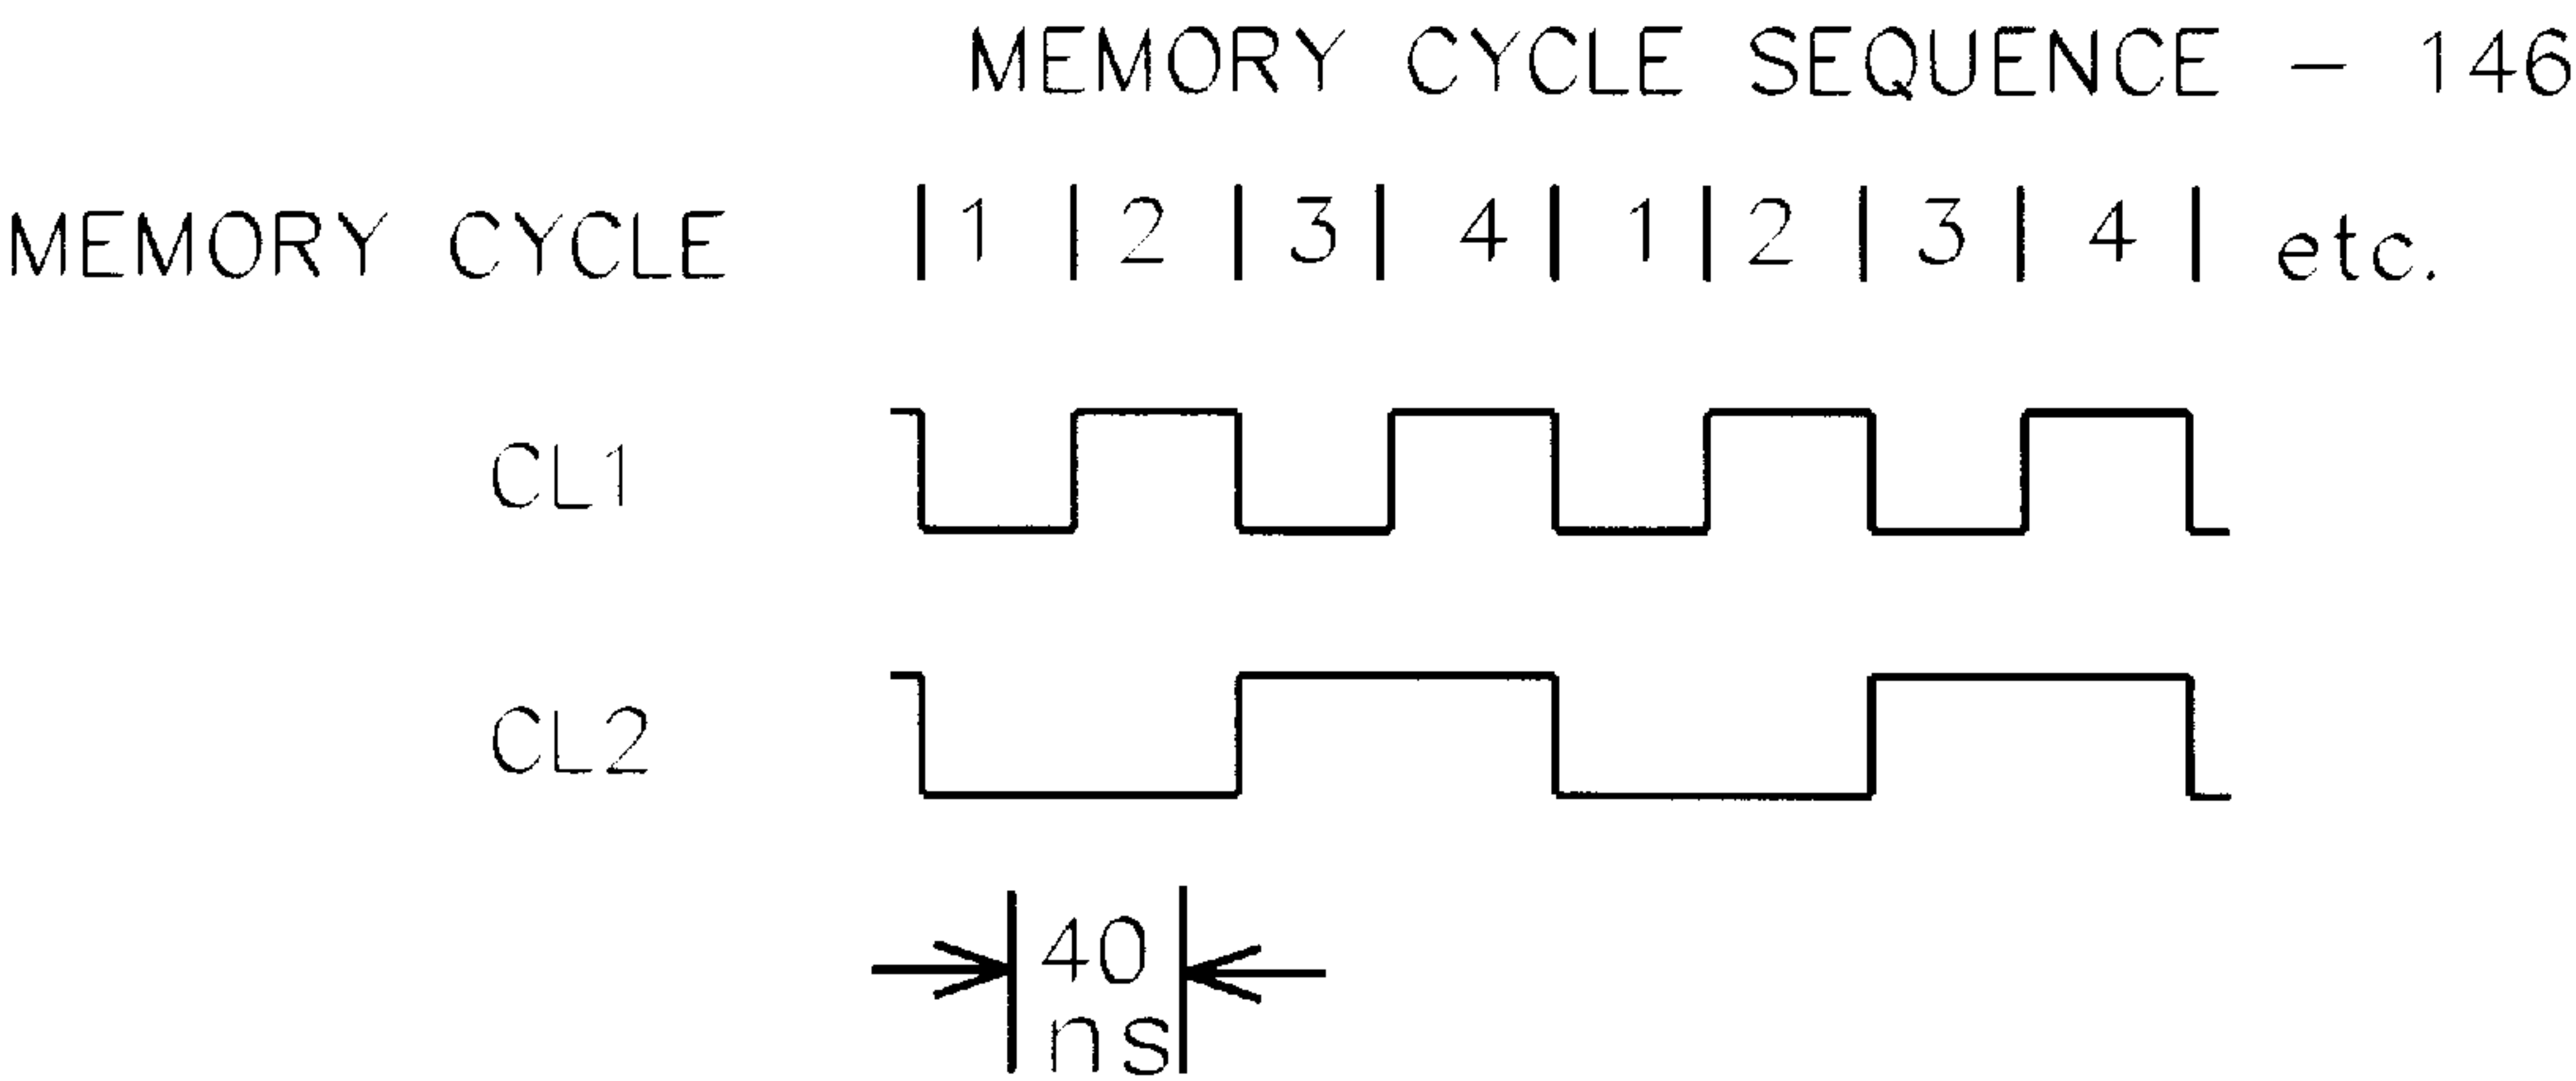 MEMORY CYCLE SEQUENCE - 146
MEMORY CYCLE | 1 | 2 | 3 | 4 | 1 | 2 | 3 | 4 | etc.
CL1
CL2
40
ns